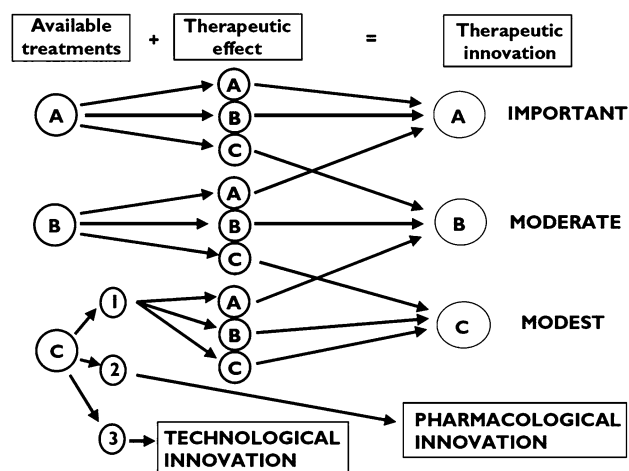 Available treatments + Therapeutic effect = Therapeutic innovation
A
A
B
C
A
IMPORTANT
B
A
B
C
B
MODERATE
C
1
A
B
C
C
MODEST
2
3
PHARMACOLOGICAL
INNOVATION
TECHNOLOGICAL
INNOVATION